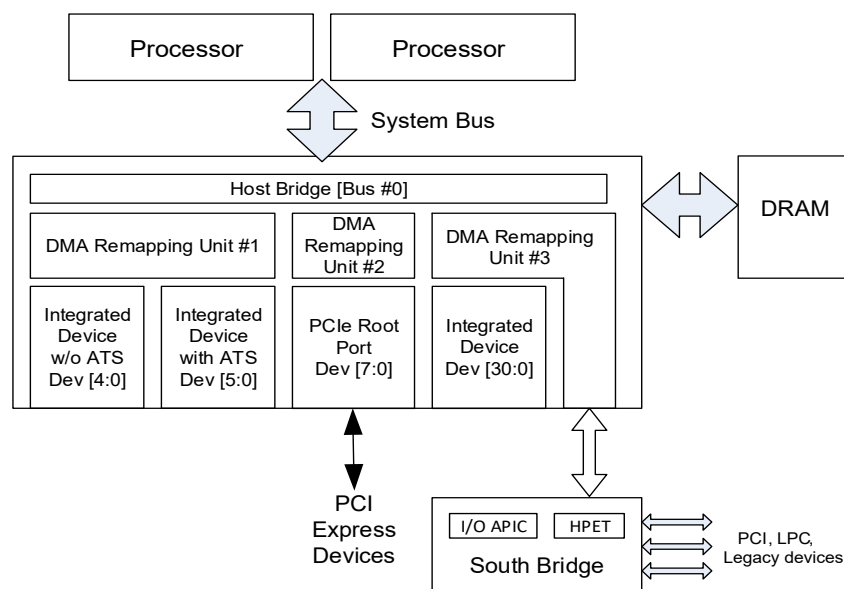 Processor
Processor
System Bus
Host Bridge [Bus #0]
DRAM
DMA Remapping Unit #1
DMA
Remapping
Unit #2
DMA Remapping
Unit #3
Integrated
Device
w/o ATS
Dev [4:0]
Integrated
Device
with ATS
Dev [5:0]
PCIe Root
Port
Dev [7:0]
Integrated
Device
Dev [30:0]
PCI
Express
Devices
I/O APIC
HPET
South Bridge
PCI, LPC,
Legacy devices